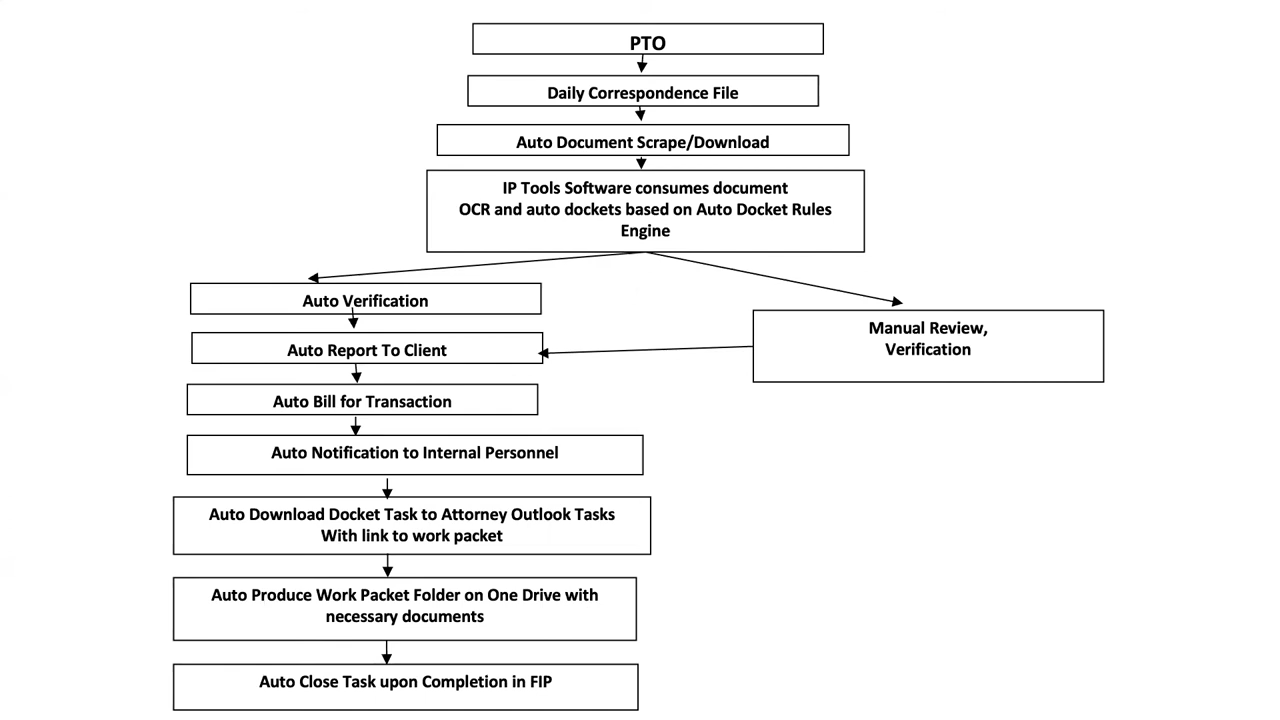 PTO
Daily Correspondence File
Auto Document Scrape/Download
IP Tools Software consumes document
OCR and auto dockets based on Auto Docket Rules
Engine
Auto Verification
Manual Review,
Verification
Auto Report To Client
Auto Bill for Transaction
Auto Notification to Internal Personnel
Auto Download Docket Task to Attorney Outlook Tasks
With link to work packet
Auto Produce Work Packet Folder on One Drive with
necessary documents
Auto Close Task upon Completion in FIP